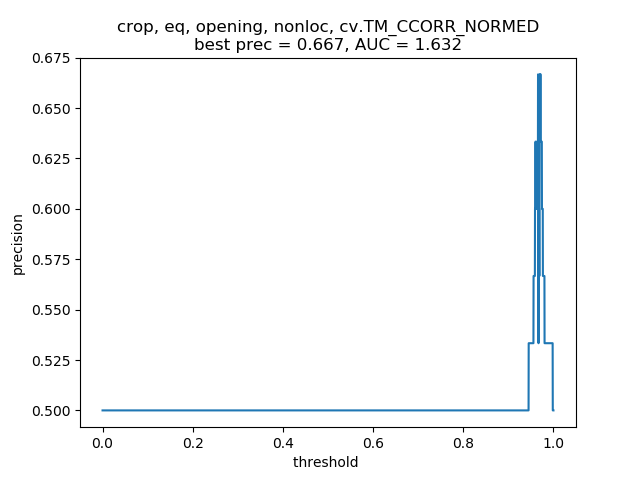 crop, eq, opening, nonloc, cv.TM_CCORR_NORMED
best prec = 0.667, AUC = 1.632
0.675
0.650
0.625
0.600
0.575
0.550
0.525
0.500
precision
0.0 0.2 0.4 0.6 0.8 1.0
threshold